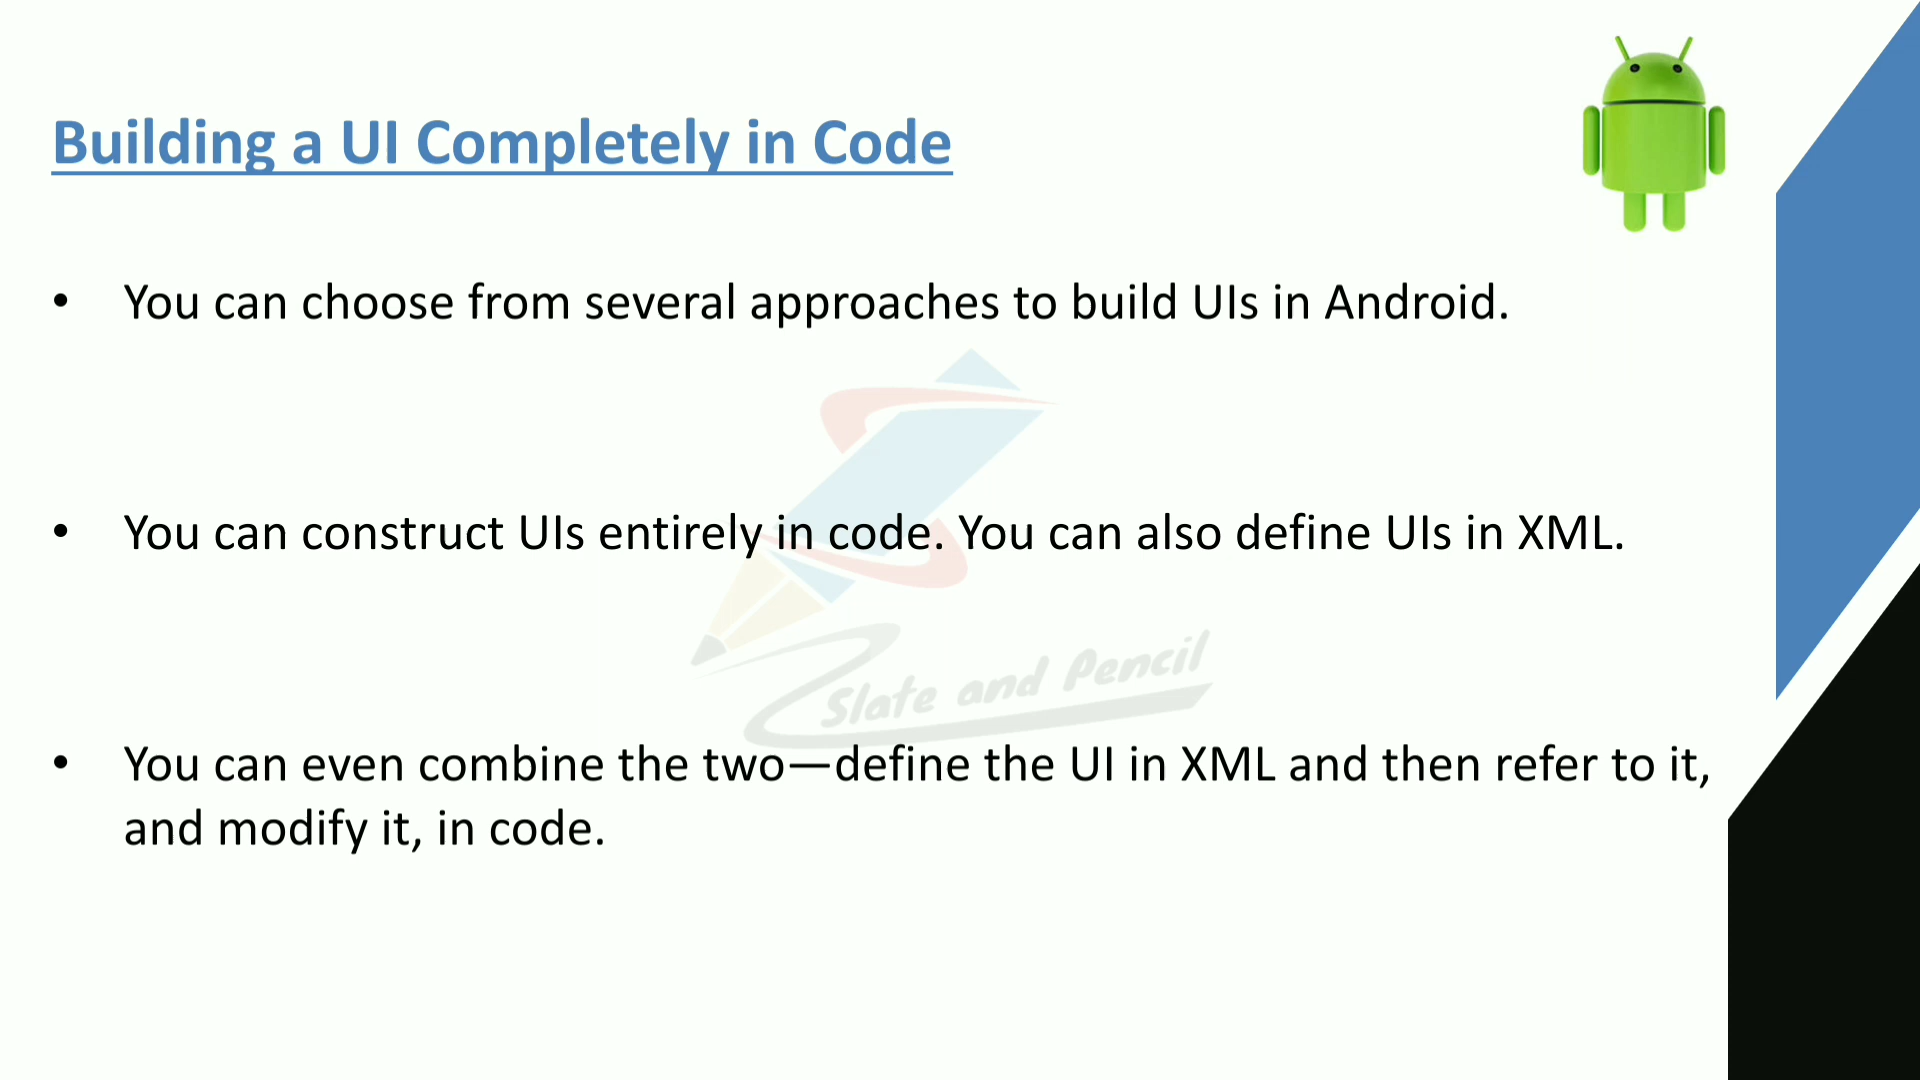 Building a UI Completely in Code
• You can choose from several approaches to build UIs in Android.
• You can construct UIs entirely in code. You can also define UIs in XML.
Slate and Pencil
• You can even combine the two—define the UI in XML and then refer to it,
and modify it, in code.